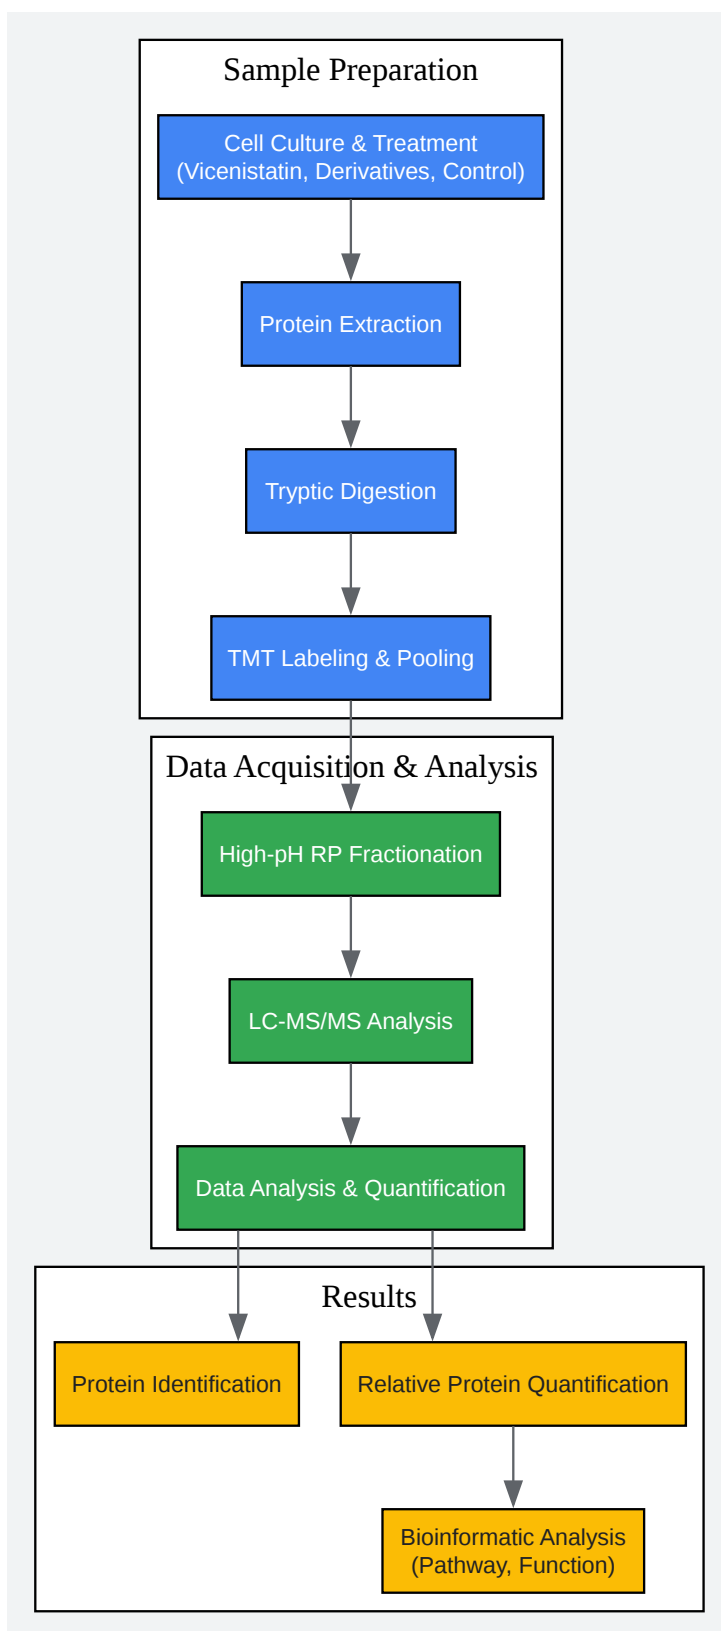 Sample Preparation
Cell Culture & Treatment
(Vicenistatin, Derivatives, Control)
Protein Extraction
Tryptic Digestion
TMT Labeling & Pooling
Data Acquisition & Analysis
High-pH RP Fractionation
LC-MS/MS Analysis
Data Analysis & Quantification
Results
Protein Identification
Relative Protein Quantification
Bioinformatic Analysis
(Pathway, Function)